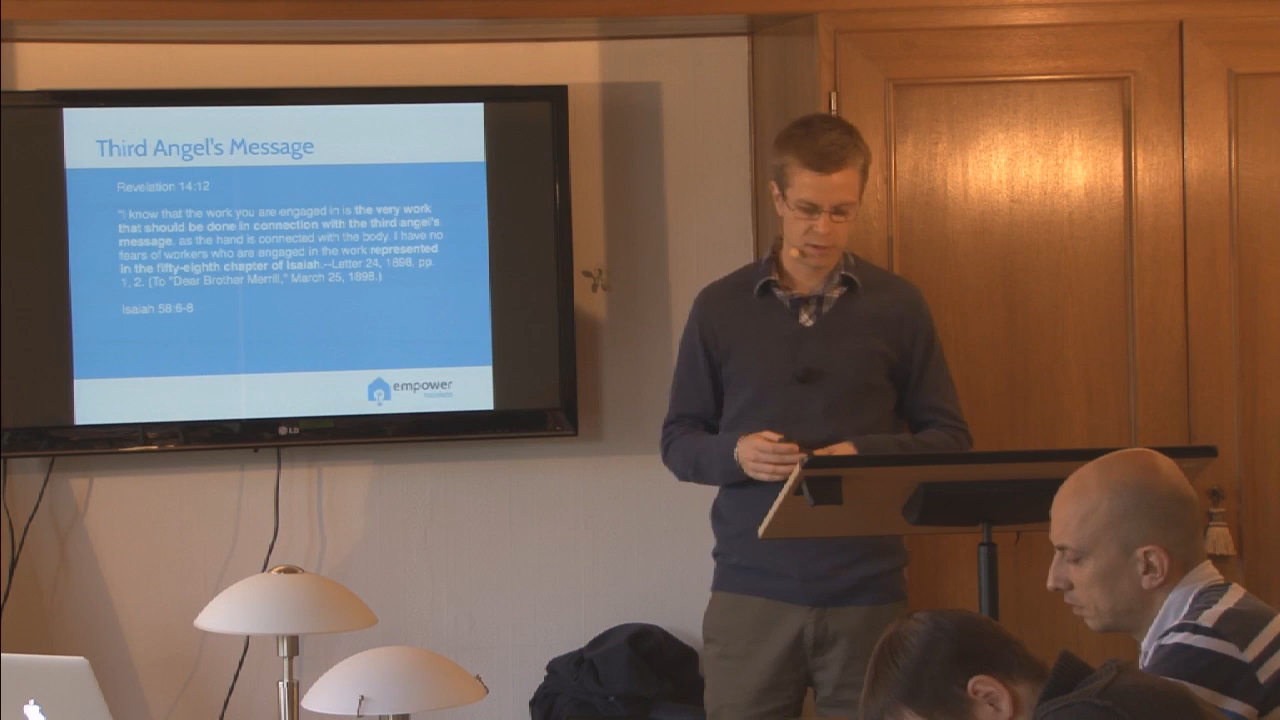 Third Angel's Message
Revelation 14:12
"I know that the work you are engaged in is the very work
that should be done in connection with the third angel's
message, as the hand is connected with the body. I have no
fears of workers who are engaged in the work represented
in the fifty-eighth chapter of Isaiah.--Letter 24, 1898, pp.
1, 2. (To "Dear Brother Merrill," March 25, 1898.)
Isaiah 58:6-8
empower
LG